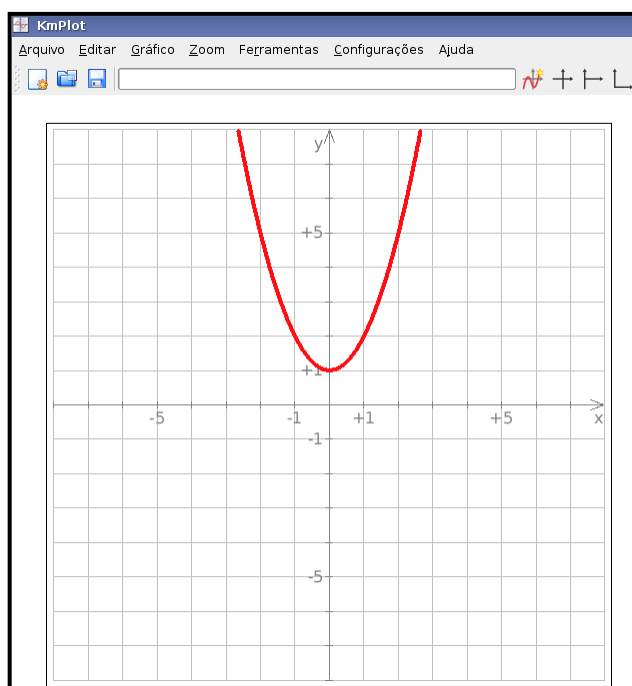 KmPlot
Arquivo Editar Gráfico Zoom Ferramentas Configurações Ajuda
y
+5
+1
-5 -1 +1 +5 x
-1
-5